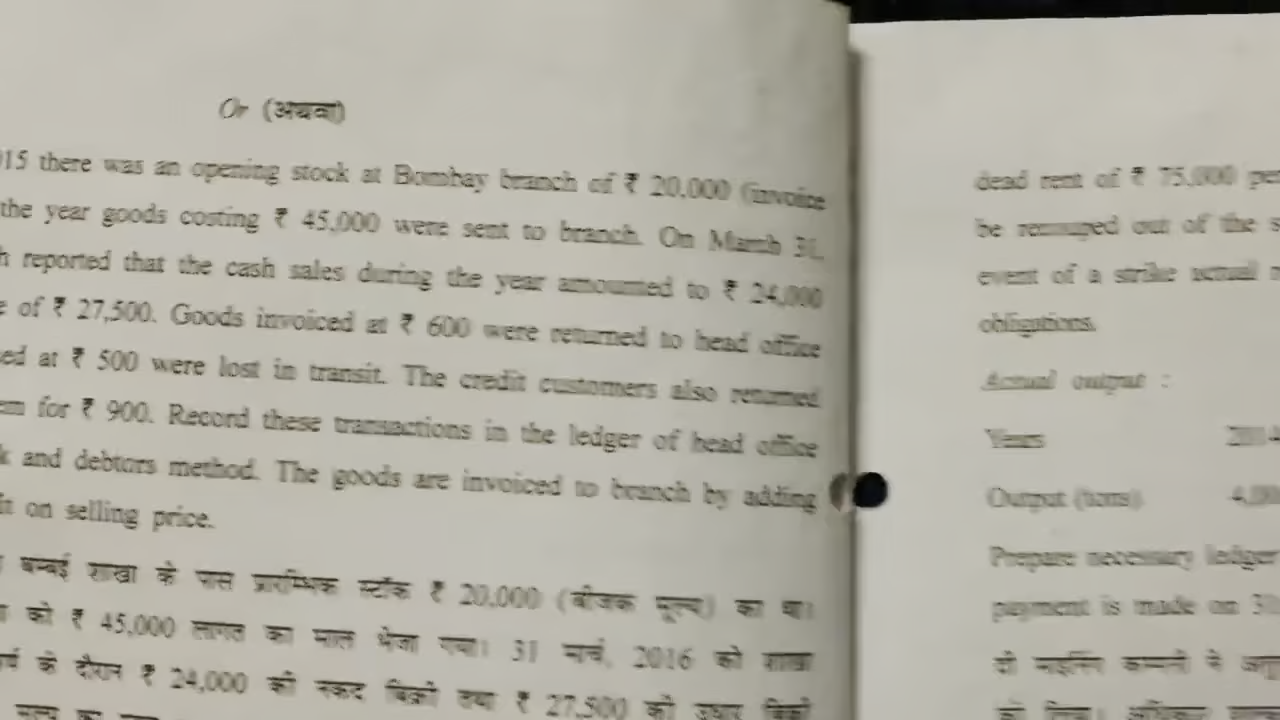 Or (अथवा)
15 there was an opening stock at Bombay branch of ₹ 20,000 (invoice
the year goods costing ₹ 45,000 were sent to branch. On March 31,
h reported that the cash sales during the year amounted to ₹ 24,000
e of ₹ 27,500. Goods invoiced at ₹ 600 were returned to head office
ed at ₹ 500 were lost in transit. The credit customers also returned
em for ₹ 900. Record these transactions in the ledger of head office
k and debtors method. The goods are invoiced to branch by adding
it on selling price.
बम्बई शाखा के पास प्रारम्भिक स्टॉक ₹ 20,000 (बीजक मूल्य) का था।
को ₹ 45,000 लागत का माल भेजा गया। 31 मार्च, 2016 को शाखा
के दौरान ₹ 24,000 की नकद बिक्री तथा ₹ 27,500 की उधार बिक्री
dead rent of ₹ 75,000 per
be recouped out of the s
event of a strike actual
obligations.
Actual output :
Years 2014
Output (tons)
Prepare necessary ledger
payment is made on 3
दी माइनिंग कम्पनी ने